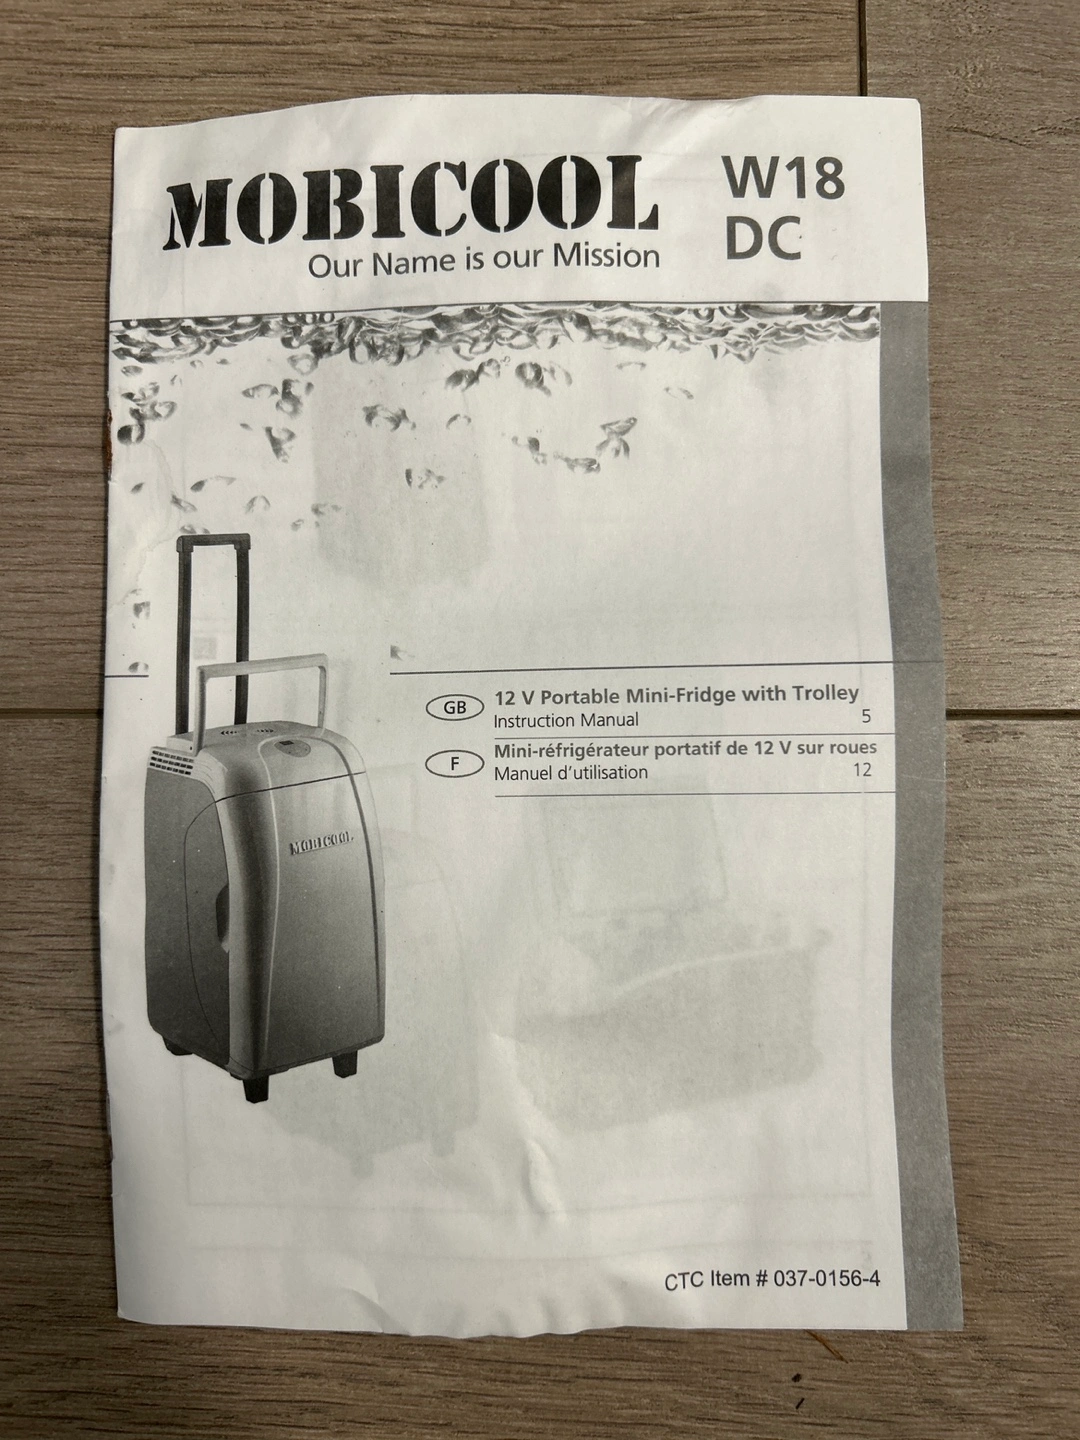 MOBICOOL
Our Name is our Mission
W18
DC
MOBICOOL
GB
12 V Portable Mini-Fridge with Trolley
Instruction Manual 5
F
Mini-réfrigérateur portatif de 12 V sur roues
Manuel d'utilisation 12
CTC Item # 037-0156-4